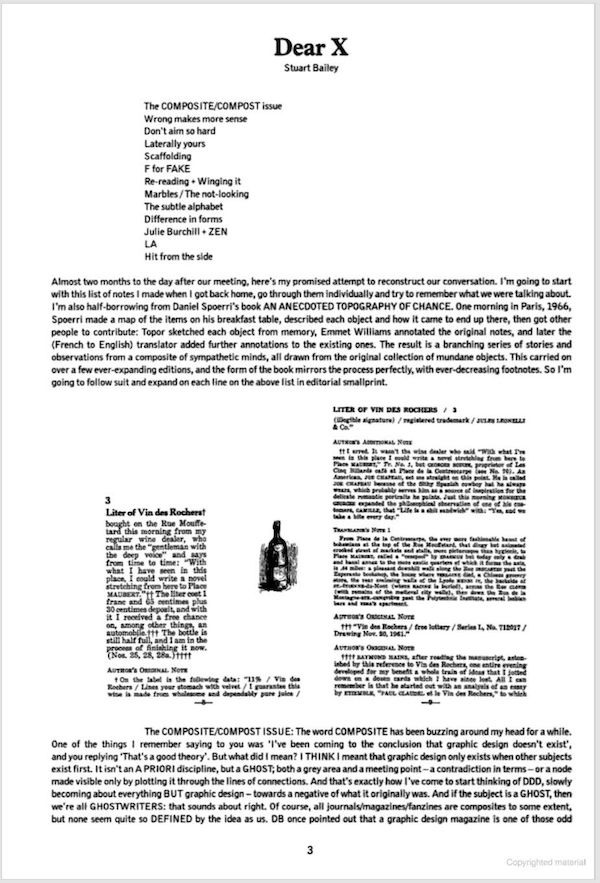 Dear X
Stuart Bailey
The COMPOSITE/COMPOST issue
Wrong makes more sense
Don't aim so hard
Laterally yours
Scaffolding
F for FAKE
Re-reading + Winging it
Marbles / The not-looking
The subtle alphabet
Difference in forms
Julie Burchill + ZEN
LA
Hit from the side
Almost two months to the day after our meeting, here's my promised attempt to reconstruct our conversation. I'm going to start
with this list of notes I made when I got back home, go through them individually and try to remember what we were talking about.
I'm also half-borrowing from Daniel Spoerri's book AN ANECDOTED TOPOGRAPHY OF CHANCE. One morning in Paris, 1966,
Spoerri made a map of the items on his breakfast table, described each object and how it came to end up there, then got other
people to contribute: Topor sketched each object from memory, Emmet Williams annotated the original notes, and later the
(French to English) translator added further annotations to the existing ones. The result is a branching series of stories and
observations from a composite of sympathetic minds, all drawn from the original collection of mundane objects. This carried on
over a few ever-expanding editions, and the form of the book mirrors the process perfectly, with ever-decreasing footnotes. So I'm
going to follow suit and expand on each line on the above list in editorial smallprint.
3
Liter of Vin des Rochers†
bought on the Rue Mouffe-
tard this morning from my
regular wine dealer, who
calls me the "gentleman with
the deep voice" and says
from time to time: "With
what I have seen in this
place, I could write a novel
stretching from here to Place
MAUBERT."†† The liter cost 1
franc and 65 centimes plus
30 centimes deposit, and with
it I received a free chance
on, among other things, an
automobile.††† The bottle is
still half full, and I am in the
process of finishing it now.
(Nos. 25, 28, 28a.)††††
AUTHOR'S ORIGINAL NOTE
† On the label is the following data: "11% / Vin des
Rochers / Lines your stomach with velvet / I guarantee this
wine is made from wholesome and dependably pure juice /
—8—
LITER OF VIN DES ROCHERS / 3
(illegible signature) / registered trademark / JULES LEONELLI
& Co."
AUTHOR'S ADDITIONAL NOTE
†† I erred. It wasn't the wine dealer who said "With what I've
seen in this place I could write a novel stretching from here to
Place MAUBERT," Tr. No. 1, but proprietor of Les
Cinq Billards café at Place de la Contrescarpe (see No. 76). An
American, JOE CHAPEAU, set me straight on this point. He is called
JOE CHAPEAU because of the filthy Spanish cowboy hat he always
wears, which probably serves him as a source of inspiration for the
delicate romantic portraits he paints. Just this morning MONSIEUR
expanded the philosophical observation of one of his cus-
tomers, CAMILLE, that "Life is a shit sandwich" with: "Yes, and we
take a bite every day."
TRANSLATOR'S NOTE 1
From Place de la Contrescarpe, the ever more fashionable haunt of
bohemians at the top of the Rue Mouffetard, that dingy but animated
crooked street of markets and stalls, more picturesque than hygienic, to
Place MAUBERT, called a "cesspool" by but today only a drab
and banal annex to the more exotic quarters of which it forms the axis,
is miles: a pleasant downhill walk along the Rue DESCARTES past the
Esperanto bookshop, the house where VERLAINE died, a Chinese grocery
store, the rear walls of the Lycée HENRI IV, the backside of
ST.-ETIENNE-du-Mont (where is buried), across the Rue CLOVIS
(with remains of the medieval city walls), then down the Rue de la
Montagne-STE.-GENEVIEVE past the Polytechnic Institute, several lesbian
bars and apartment.
AUTHOR'S ORIGINAL NOTE
††† "Vin des Rochers / free lottery / Series L, No. 712017 /
Drawing Nov. 20, 1961."
AUTHOR'S ORIGINAL NOTE
†††† RAYMOND HAINS, after reading the manuscript, aston-
ished by this reference to Vin des Rochers, one entire evening
developed for my benefit a whole train of ideas that I jotted
down on a dozen cards which I have since lost. All I can
remember is that he started out with an analysis of an essay
by ETIEMBLE, "PAUL CLAUDEL et le Vin des Rochers," to which
—9—
The COMPOSITE/COMPOST ISSUE: The word COMPOSITE has been buzzing around my head for a while.
One of the things I remember saying to you was 'I've been coming to the conclusion that graphic design doesn't exist',
and you replying 'That's a good theory'. But what did I mean? I THINK I meant that graphic design only exists when other subjects
exist first. It isn't an A PRIORI discipline, but a GHOST; both a grey area and a meeting point – a contradiction in terms – or a node
made visible only by plotting it through the lines of connections. And that's exactly how I've come to start thinking of DDD, slowly
becoming about everything BUT graphic design – towards a negative of what it originally was. And if the subject is a GHOST, then
we're all GHOSTWRITERS: that sounds about right. Of course, all journals/magazines/fanzines are composites to some extent,
but none seem quite so DEFINED by the idea as us. DB once pointed out that a graphic design magazine is one of those odd
3
Copyrighted material